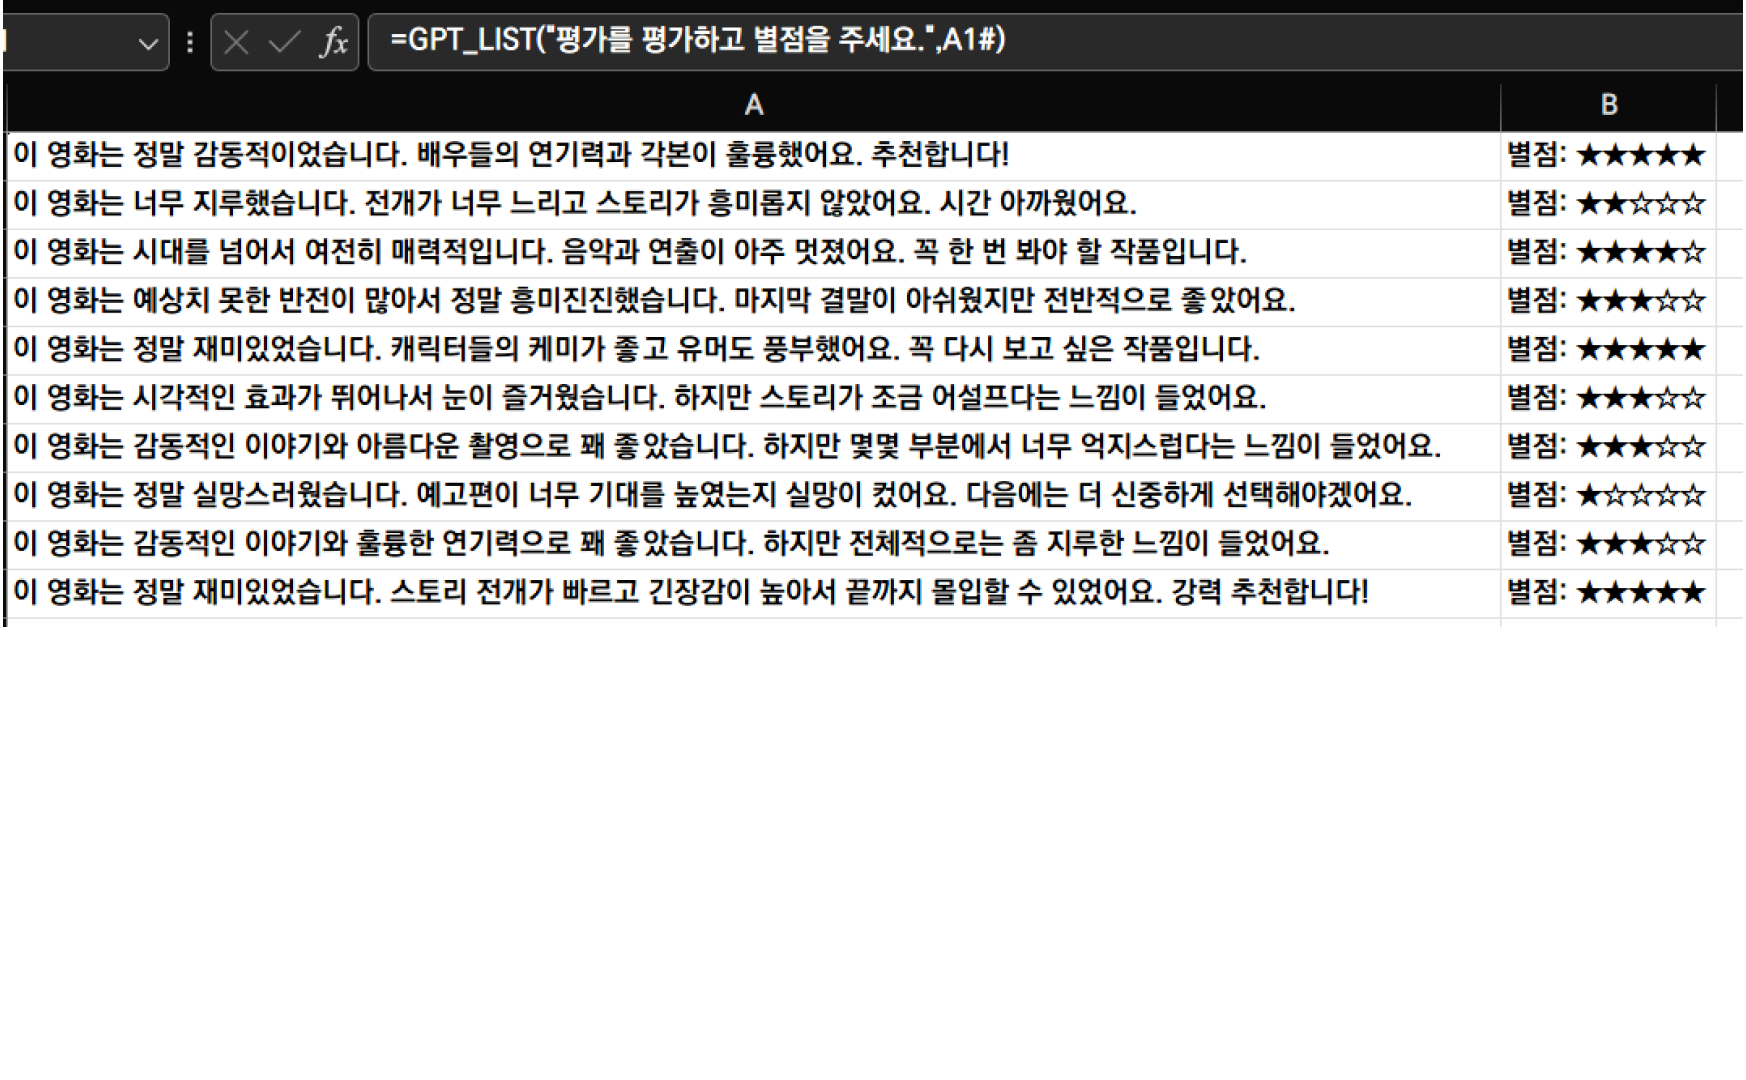 fx =GPT_LIST("평가를 평가하고 별점을 주세요.",A1#)
A B
이 영화는 정말 감동적이었습니다. 배우들의 연기력과 각본이 훌륭했어요. 추천합니다! 별점: ★★★★★
이 영화는 너무 지루했습니다. 전개가 너무 느리고 스토리가 흥미롭지 않았어요. 시간 아까웠어요. 별점: ★★☆☆☆
이 영화는 시대를 넘어서 여전히 매력적입니다. 음악과 연출이 아주 멋졌어요. 꼭 한 번 봐야 할 작품입니다. 별점: ★★★★☆
이 영화는 예상치 못한 반전이 많아서 정말 흥미진진했습니다. 마지막 결말이 아쉬웠지만 전반적으로 좋았어요. 별점: ★★★☆☆
이 영화는 정말 재미있었습니다. 캐릭터들의 케미가 좋고 유머도 풍부했어요. 꼭 다시 보고 싶은 작품입니다. 별점: ★★★★★
이 영화는 시각적인 효과가 뛰어나서 눈이 즐거웠습니다. 하지만 스토리가 조금 어설프다는 느낌이 들었어요. 별점: ★★★☆☆
이 영화는 감동적인 이야기와 아름다운 촬영으로 꽤 좋았습니다. 하지만 몇몇 부분에서 너무 억지스럽다는 느낌이 들었어요. 별점: ★★★☆☆
이 영화는 정말 실망스러웠습니다. 예고편이 너무 기대를 높였는지 실망이 컸어요. 다음에는 더 신중하게 선택해야겠어요. 별점: ★☆☆☆☆
이 영화는 감동적인 이야기와 훌륭한 연기력으로 꽤 좋았습니다. 하지만 전체적으로는 좀 지루한 느낌이 들었어요. 별점: ★★★☆☆
이 영화는 정말 재미있었습니다. 스토리 전개가 빠르고 긴장감이 높아서 끝까지 몰입할 수 있었어요. 강력 추천합니다! 별점: ★★★★★